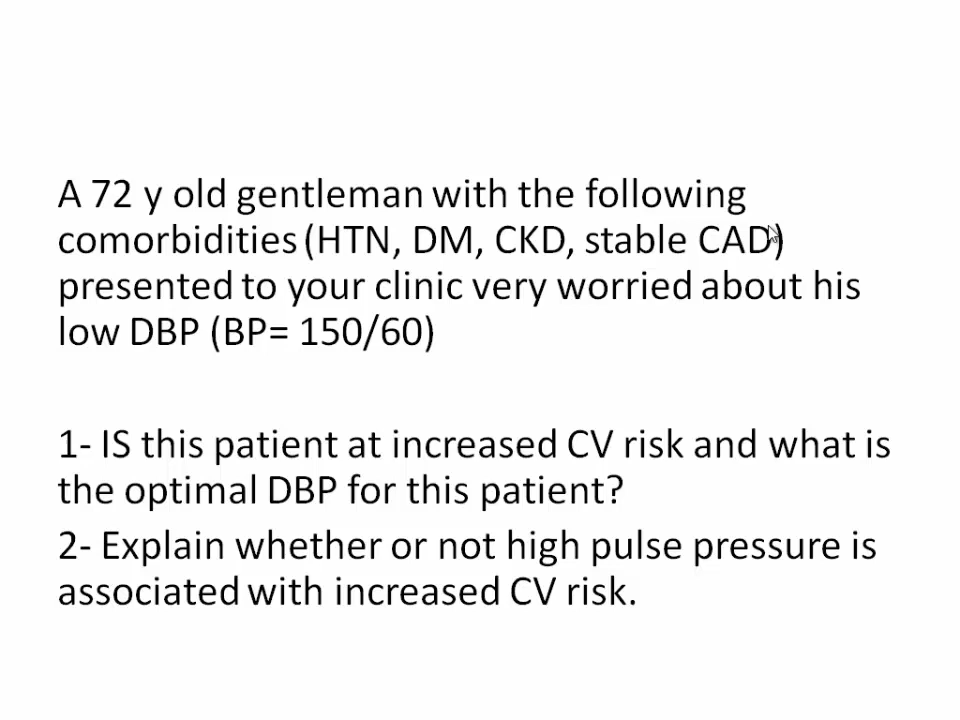 A 72 y old gentleman with the following
comorbidities (HTN, DM, CKD, stable CAD)
presented to your clinic very worried about his
low DBP (BP= 150/60)
1- IS this patient at increased CV risk and what is
the optimal DBP for this patient?
2- Explain whether or not high pulse pressure is
associated with increased CV risk.